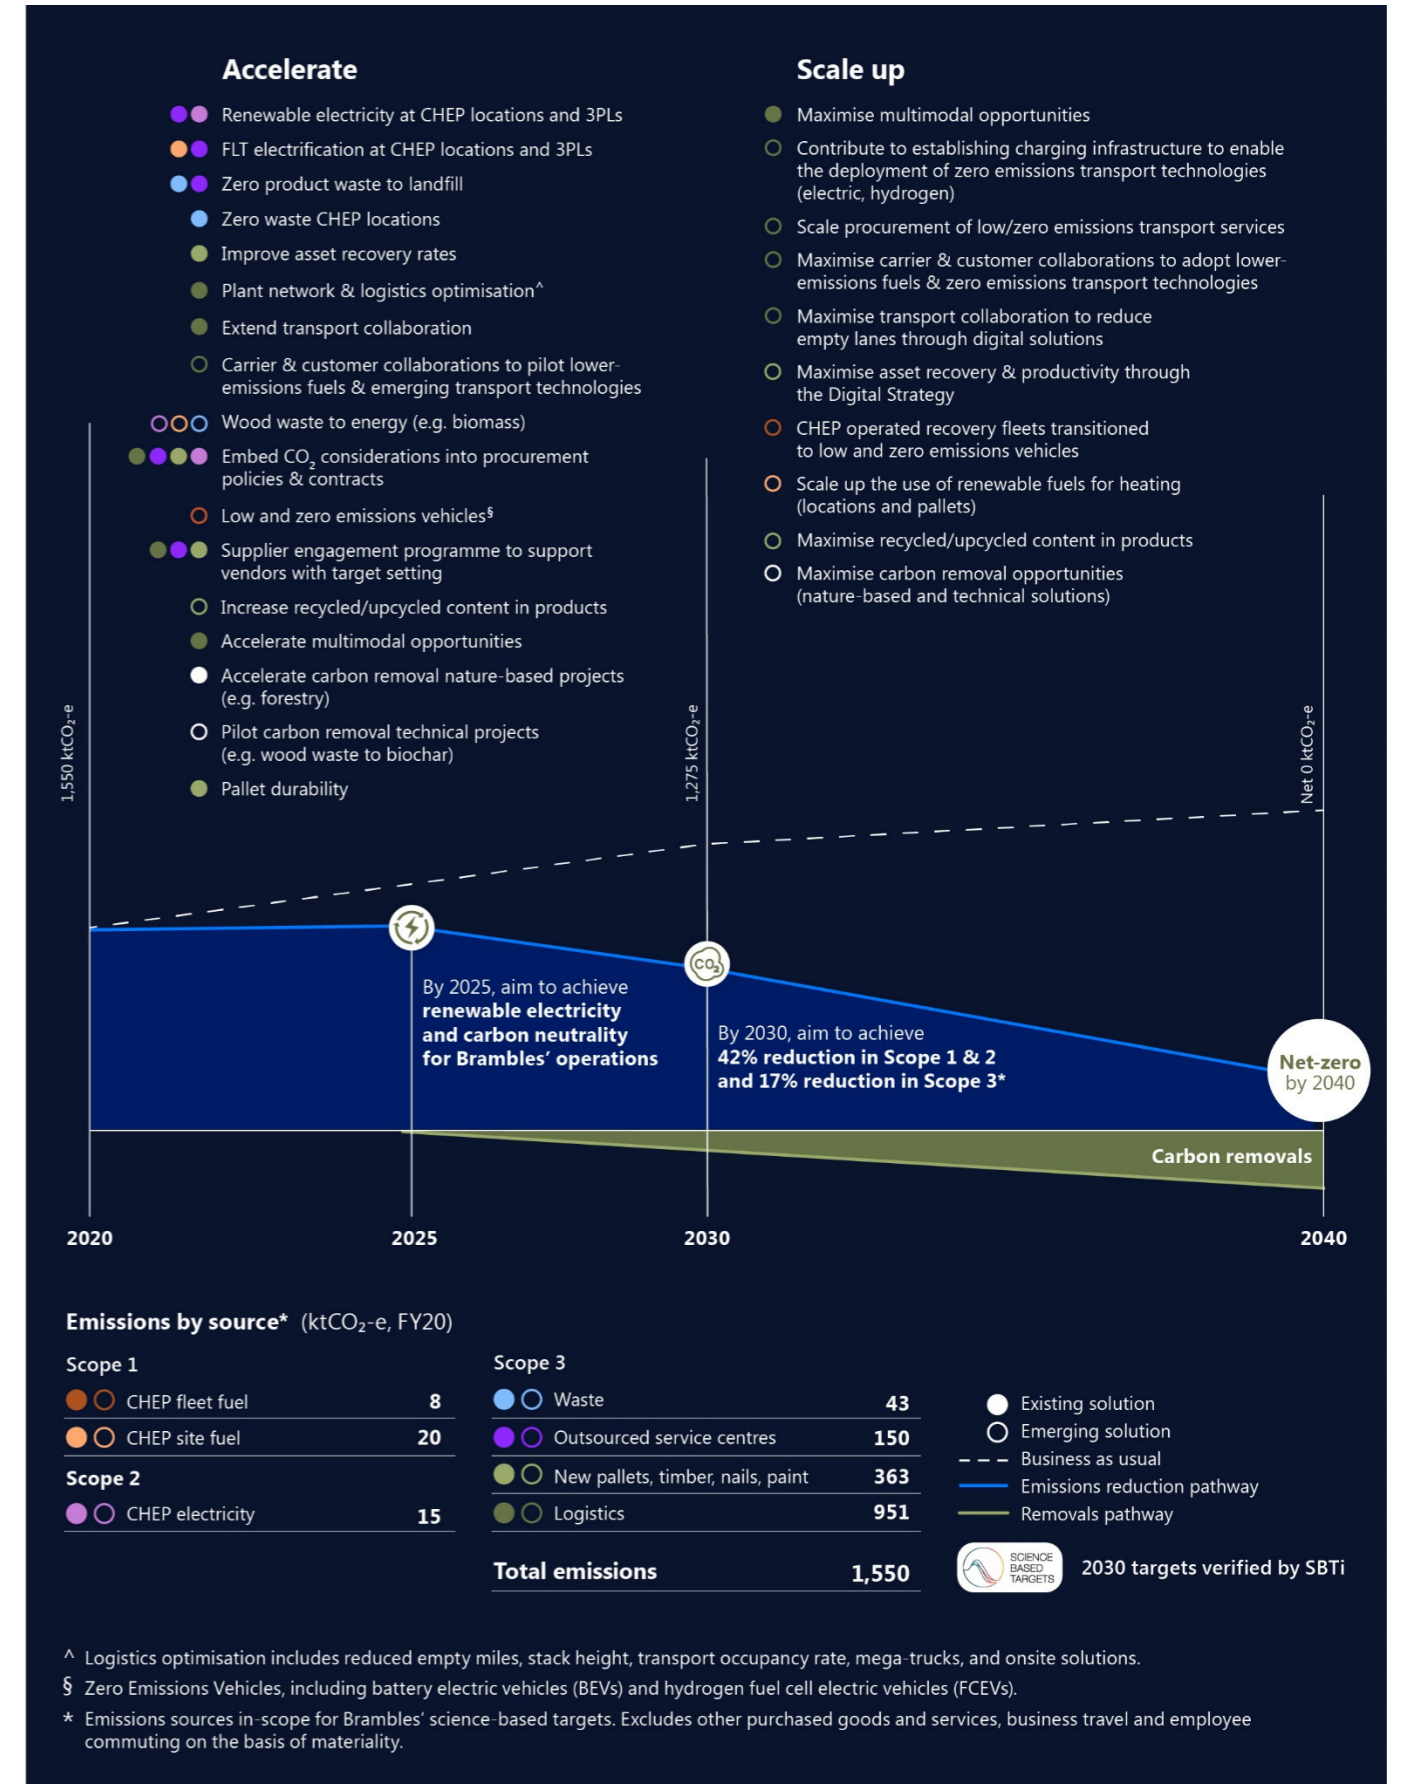 Accelerate
Renewable electricity at CHEP locations and 3PLs
FLT electrification at CHEP locations and 3PLs
Zero product waste to landfill
Zero waste CHEP locations
Improve asset recovery rates
Plant network & logistics optimisation^
Extend transport collaboration
Carrier & customer collaborations to pilot lower-
emissions fuels & emerging transport technologies
Wood waste to energy (e.g. biomass)
Embed CO₂ considerations into procurement
policies & contracts
Low and zero emissions vehicles§
Supplier engagement programme to support
vendors with target setting
Increase recycled/upcycled content in products
Accelerate multimodal opportunities
Accelerate carbon removal nature-based projects
(e.g. forestry)
Pilot carbon removal technical projects
(e.g. wood waste to biochar)
Pallet durability
Scale up
Maximise multimodal opportunities
Contribute to establishing charging infrastructure to enable
the deployment of zero emissions transport technologies
(electric, hydrogen)
Scale procurement of low/zero emissions transport services
Maximise carrier & customer collaborations to adopt lower-
emissions fuels & zero emissions transport technologies
Maximise transport collaboration to reduce
empty lanes through digital solutions
Maximise asset recovery & productivity through
the Digital Strategy
CHEP operated recovery fleets transitioned
to low and zero emissions vehicles
Scale up the use of renewable fuels for heating
(locations and pallets)
Maximise recycled/upcycled content in products
Maximise carbon removal opportunities
(nature-based and technical solutions)
1,550 ktCO₂-e
1,275 ktCO₂-e
Net 0 ktCO₂-e
CO₂
By 2025, aim to achieve
renewable electricity
and carbon neutrality
for Brambles' operations
By 2030, aim to achieve
42% reduction in Scope 1 & 2
and 17% reduction in Scope 3*
Net-zero
by 2040
Carbon removals
2020
2025
2030
2040
Emissions by source* (ktCO₂-e, FY20)
Scope 1
CHEP fleet fuel 8
CHEP site fuel 20
Scope 2
CHEP electricity 15
Scope 3
Waste 43
Outsourced service centres 150
New pallets, timber, nails, paint 363
Logistics 951
Total emissions 1,550
Existing solution
Emerging solution
Business as usual
Emissions reduction pathway
Removals pathway
SCIENCE
BASED
TARGETS
2030 targets verified by SBTi
^ Logistics optimisation includes reduced empty miles, stack height, transport occupancy rate, mega-trucks, and onsite solutions.
§ Zero Emissions Vehicles, including battery electric vehicles (BEVs) and hydrogen fuel cell electric vehicles (FCEVs).
* Emissions sources in-scope for Brambles' science-based targets. Excludes other purchased goods and services, business travel and employee
commuting on the basis of materiality.